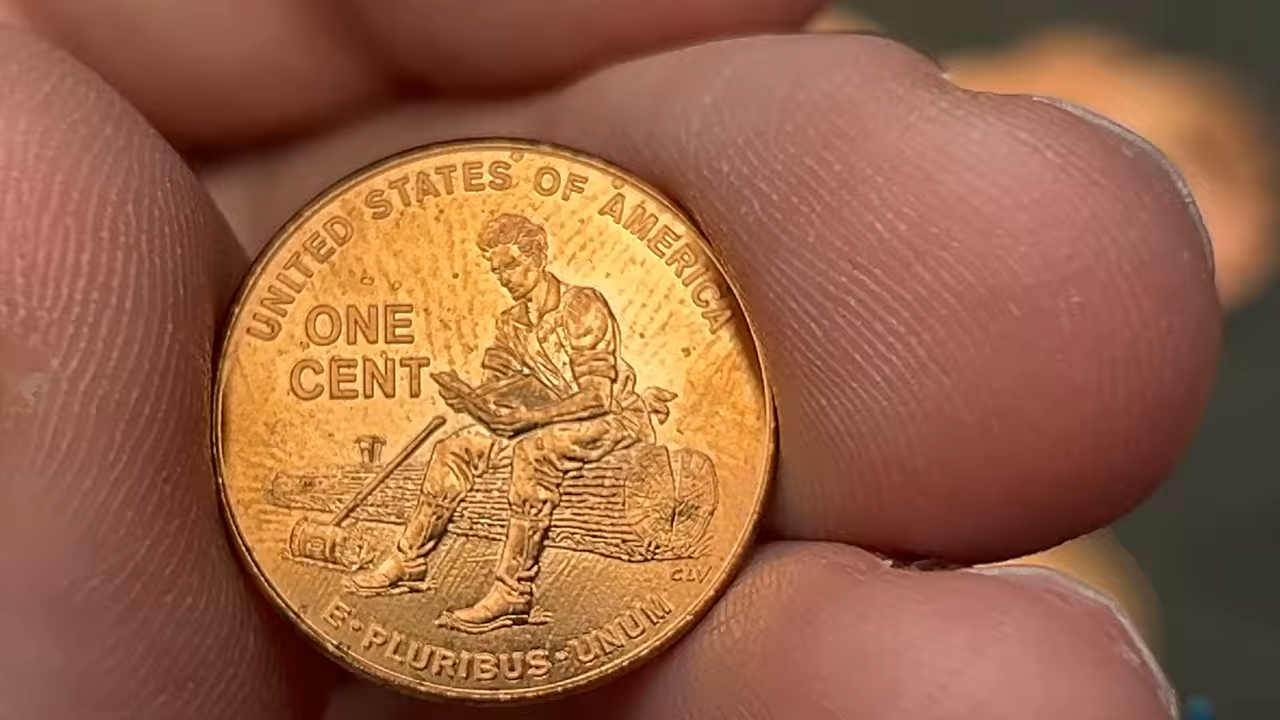 UNITED STATES OF AMERICA
ONE
CENT
CLV
E·PLURIBUS·UNUM